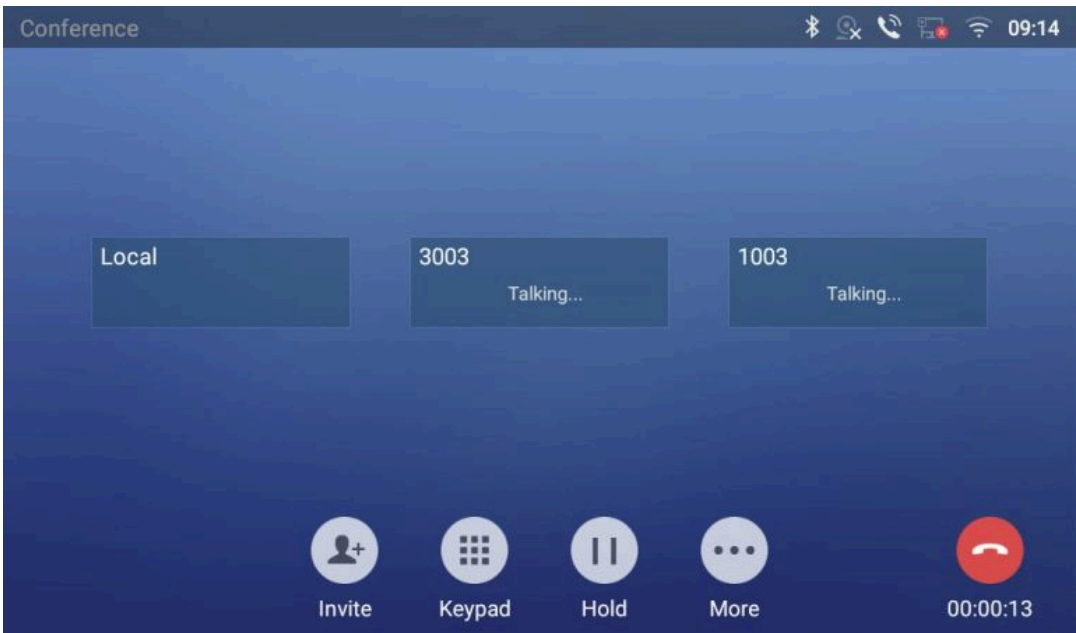 Conference 09:14
Local 3003 1003
Talking... Talking...
Invite Keypad Hold More 00:00:13